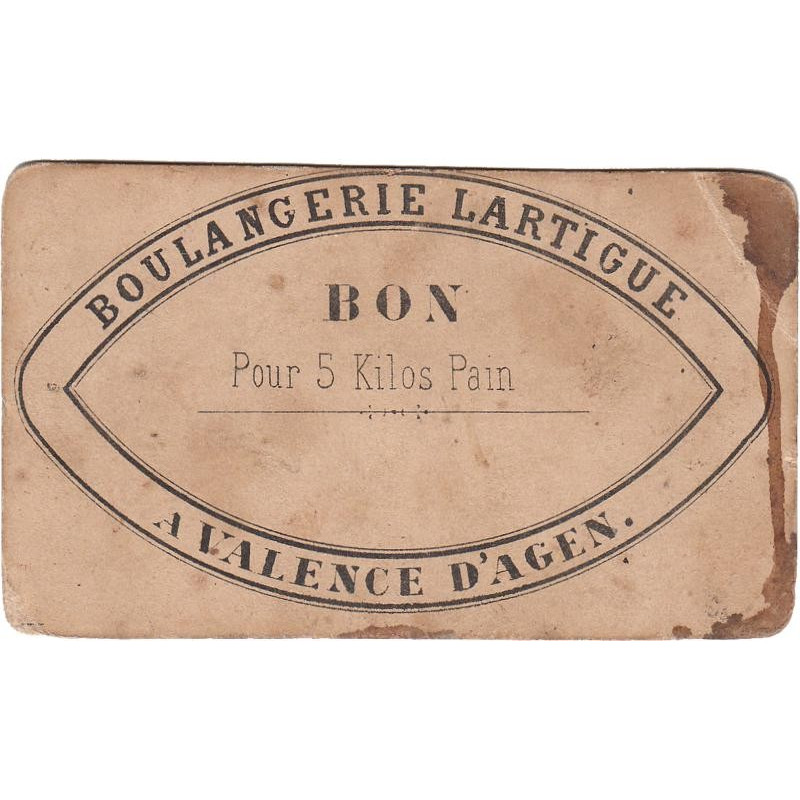 BOULANGERIE LARTIGUE
BON
Pour 5 Kilos Pain
A VALENCE D'AGEN.